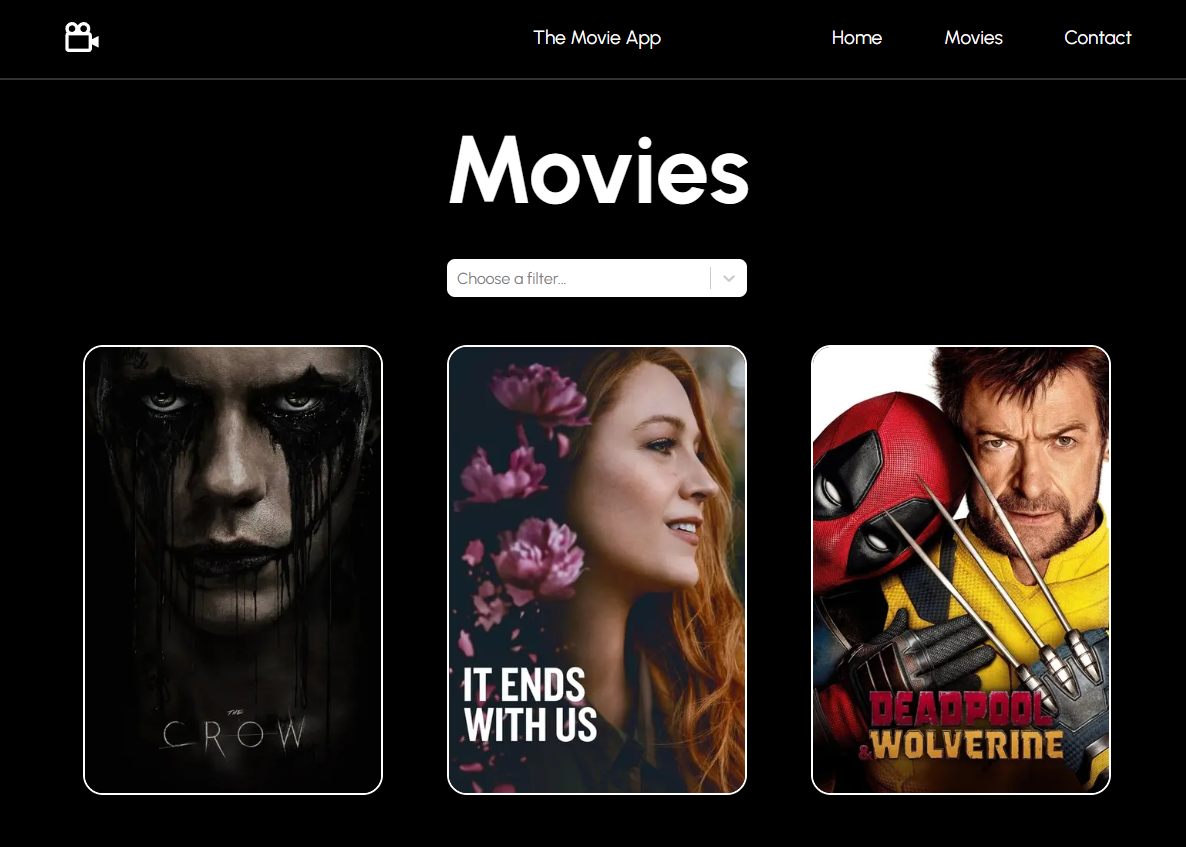 The Movie App
Home
Movies
Contact
Movies
Choose a filter...
THE
CROW
IT ENDS
WITH US
DEADPOOL
&WOLVERINE